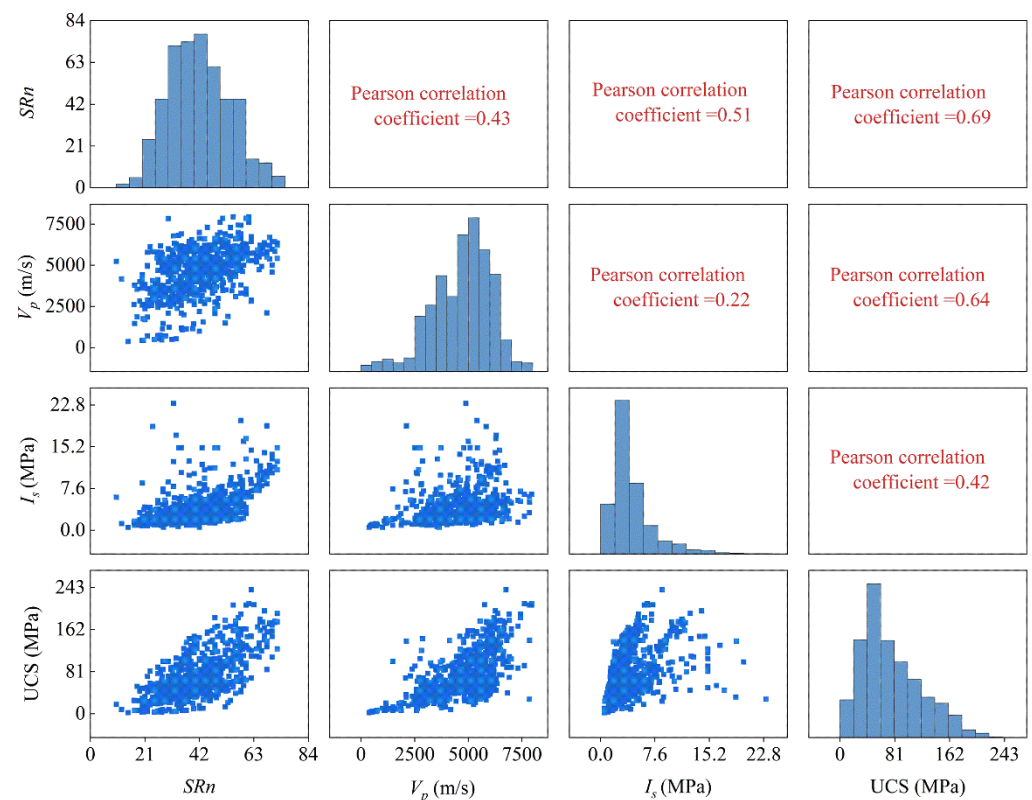 84
63
42
21
0
SRn
Pearson correlation
coefficient =0.43
Pearson correlation
coefficient =0.51
Pearson correlation
coefficient =0.69
7500
5000
2500
0
Vp (m/s)
Pearson correlation
coefficient =0.22
Pearson correlation
coefficient =0.64
22.8
15.2
7.6
0.0
Is (MPa)
Pearson correlation
coefficient =0.42
243
162
81
0
UCS (MPa)
0 21 42 63 84
0 2500 5000 7500
0.0 7.6 15.2 22.8
0 81 162 243
SRn
Vp (m/s)
Is (MPa)
UCS (MPa)